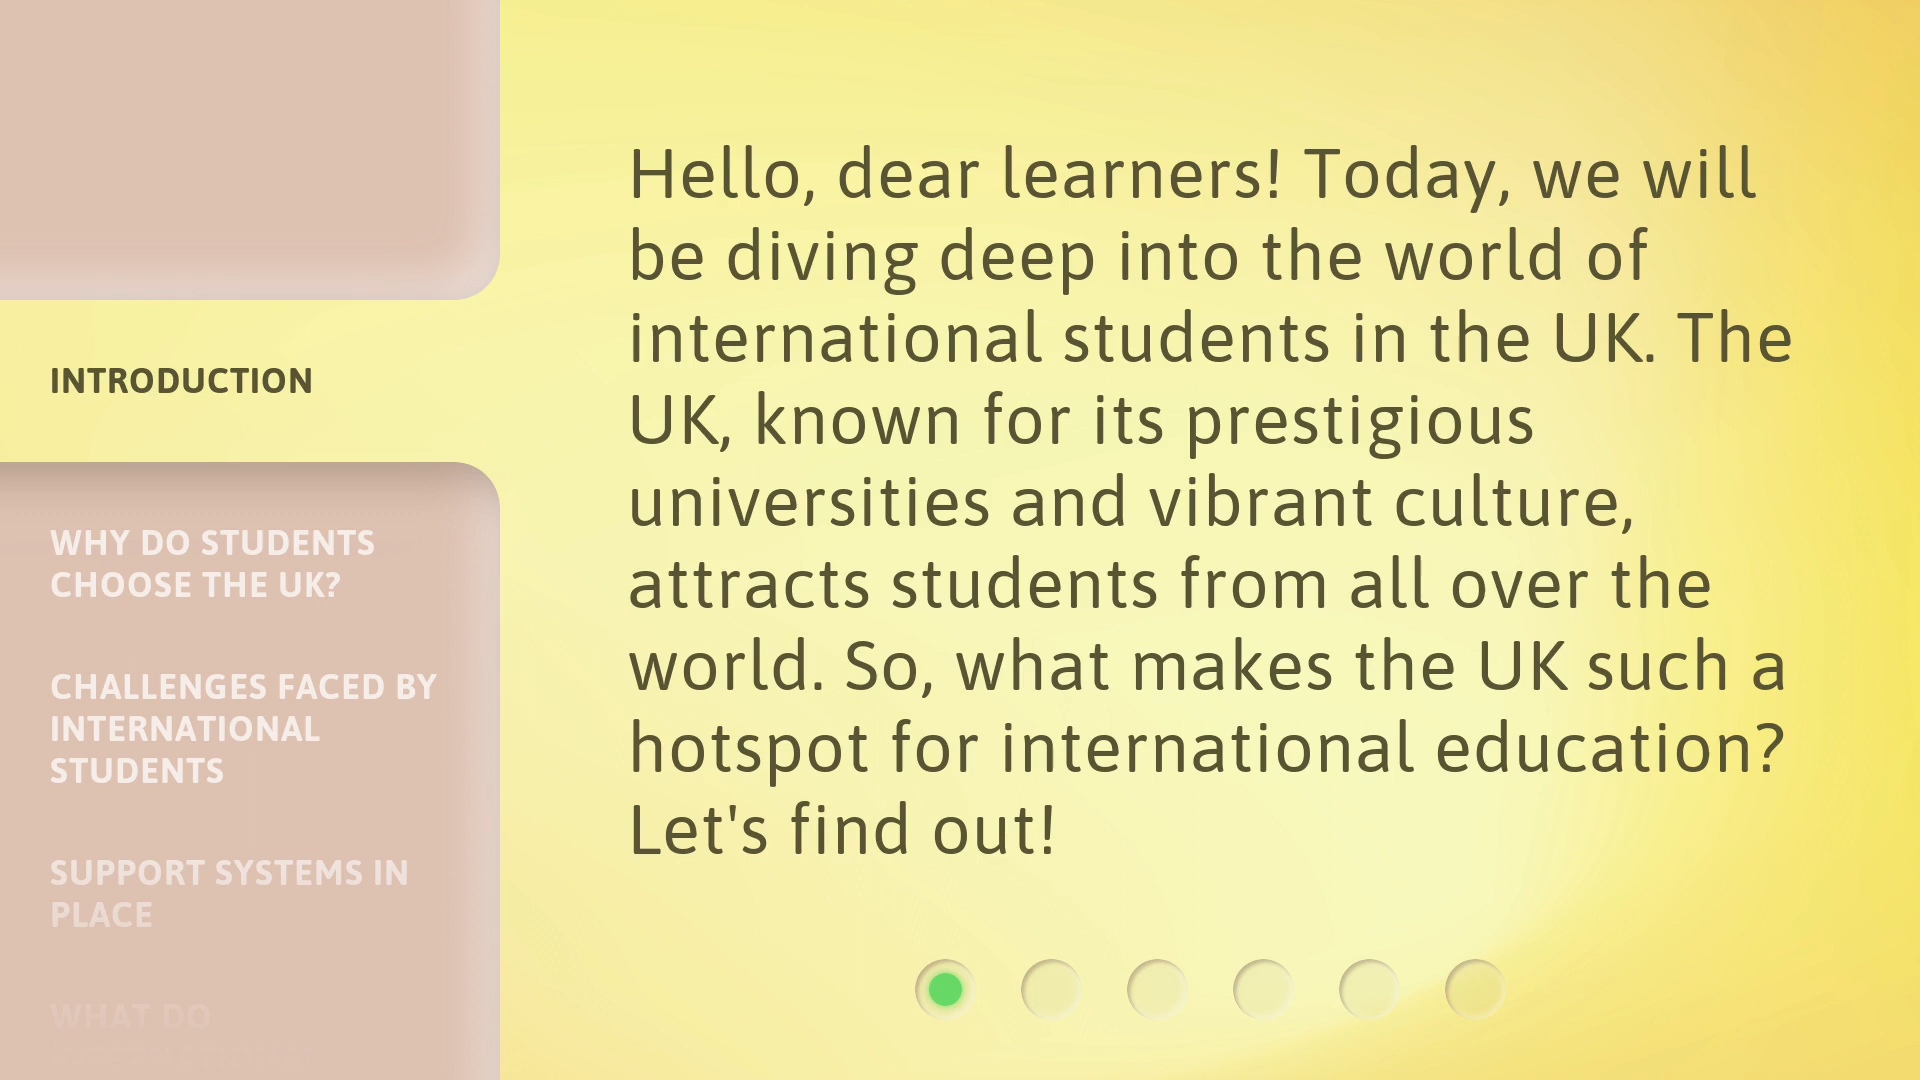 INTRODUCTION
WHY DO STUDENTS
CHOOSE THE UK?
CHALLENGES FACED BY
INTERNATIONAL
STUDENTS
SUPPORT SYSTEMS IN
PLACE
WHAT DO
Hello, dear learners! Today, we will
be diving deep into the world of
international students in the UK. The
UK, known for its prestigious
universities and vibrant culture,
attracts students from all over the
world. So, what makes the UK such a
hotspot for international education?
Let's find out!